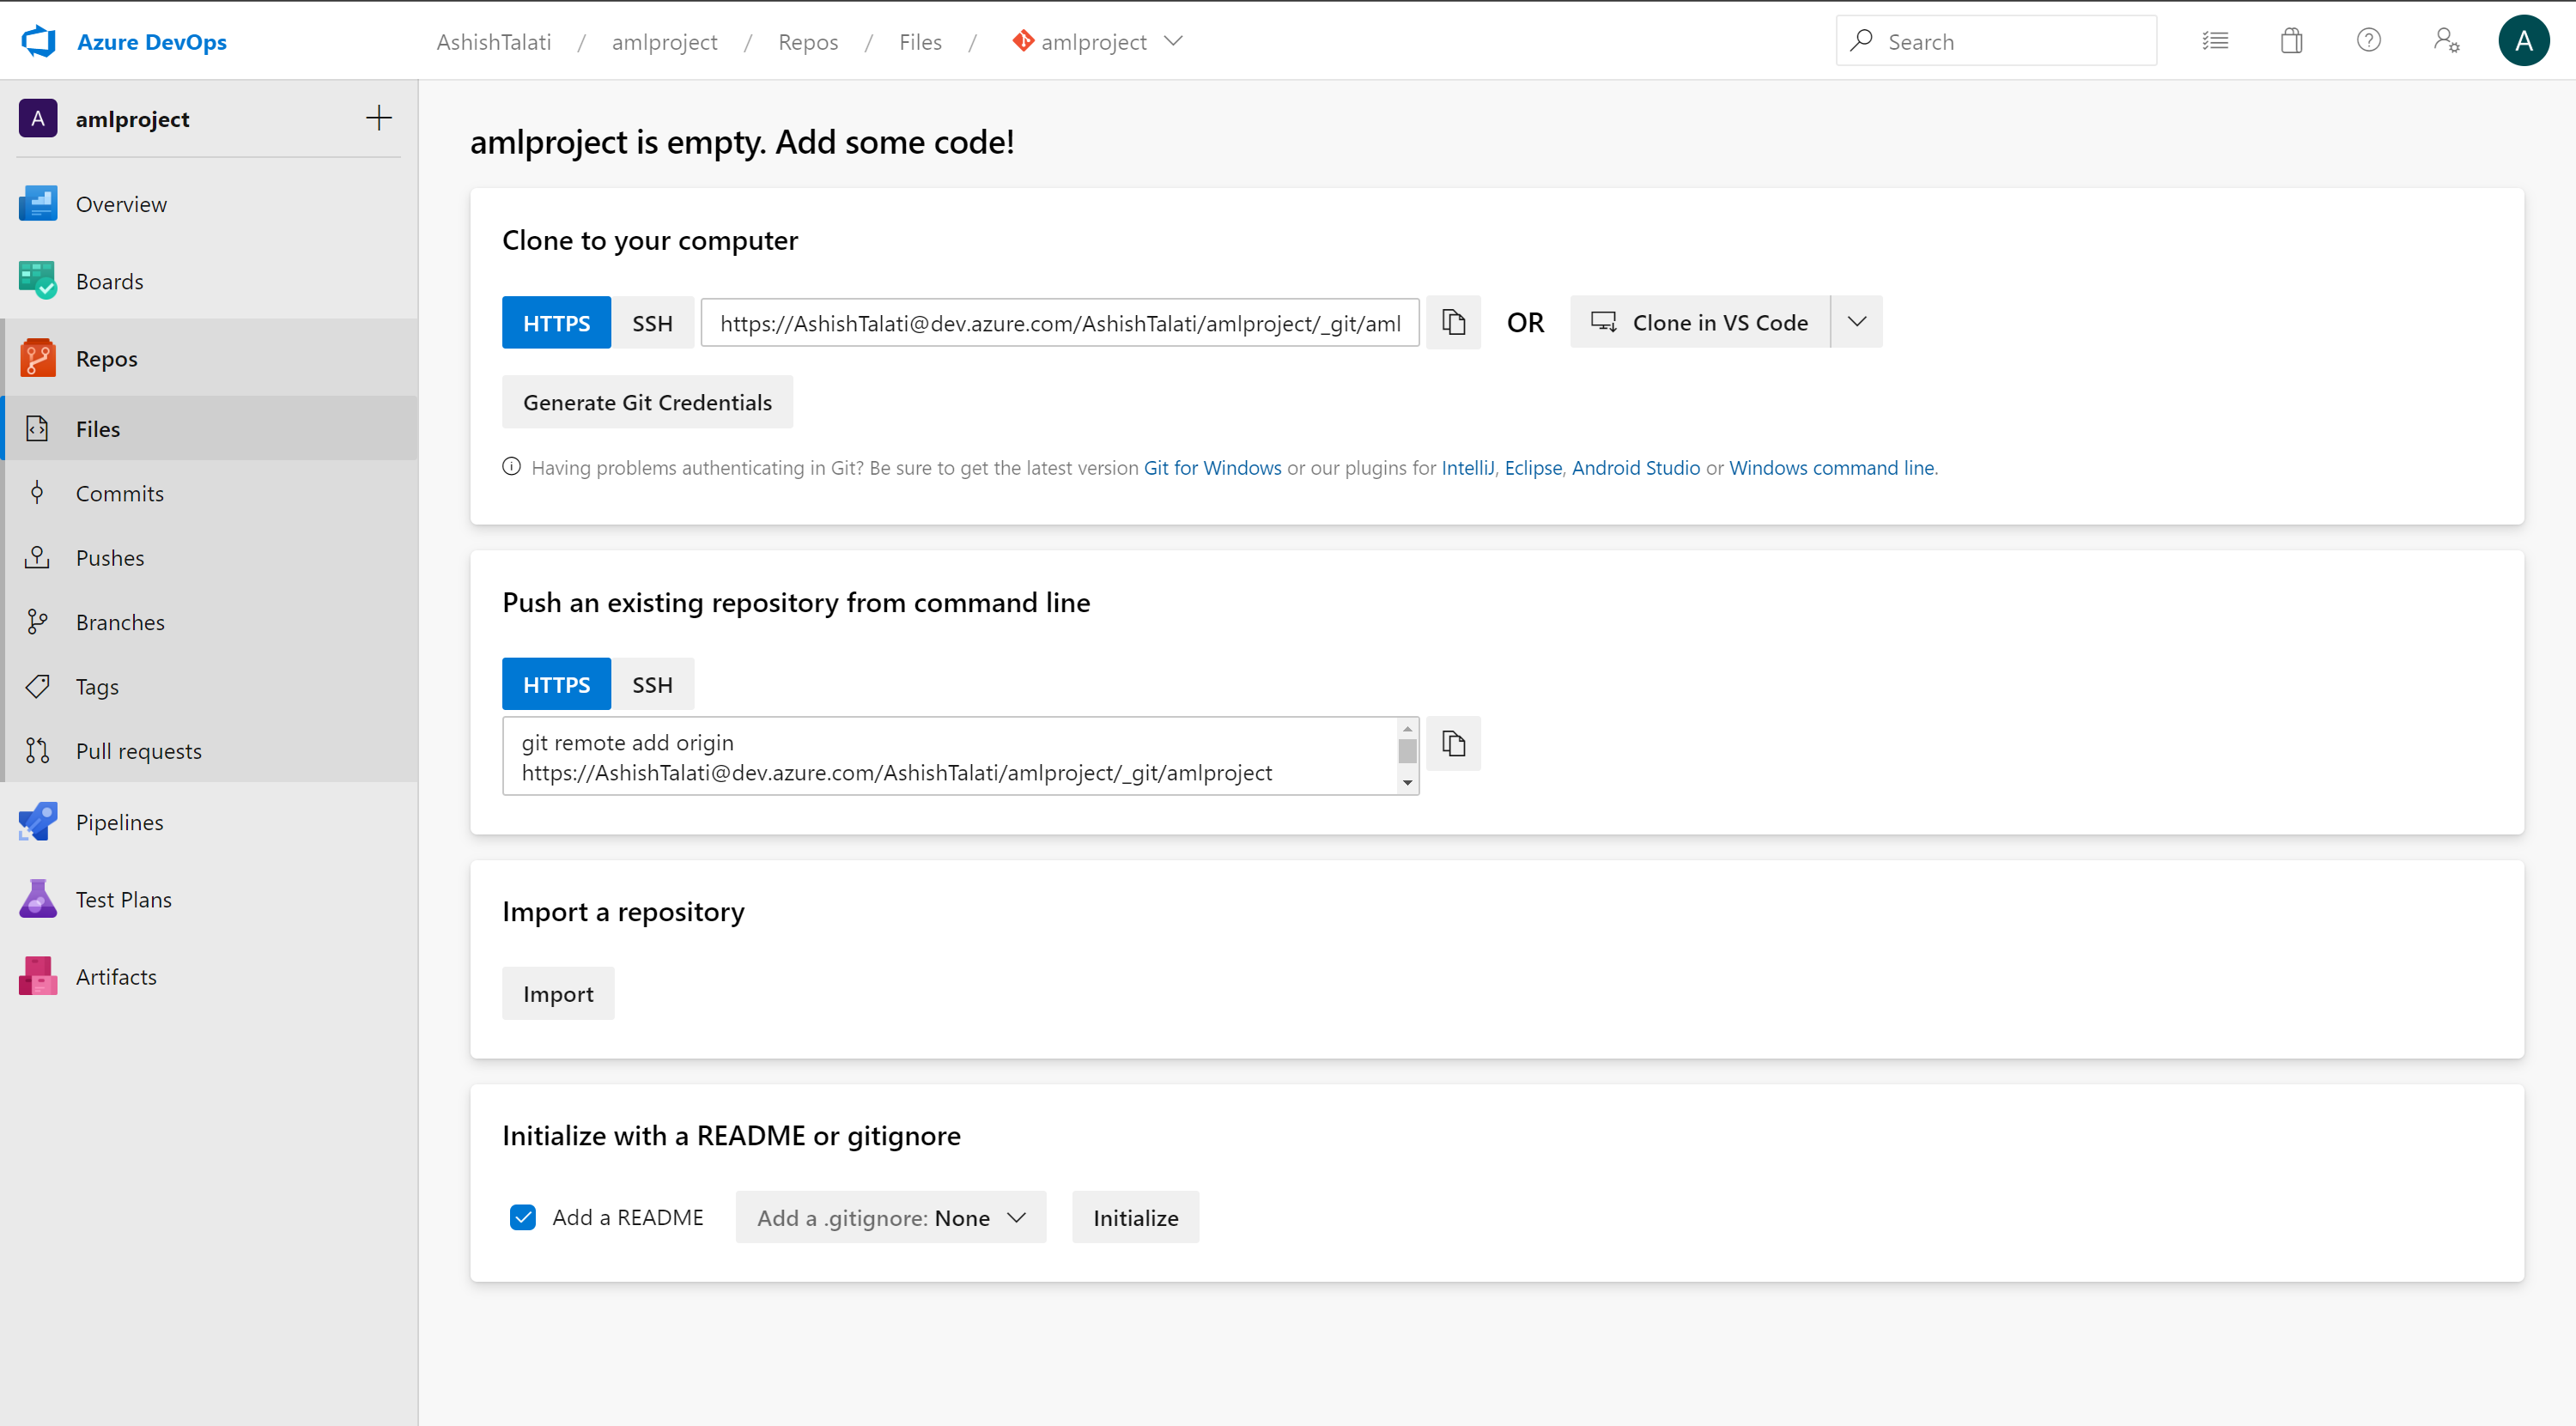 Azure DevOps
AshishTalati / amlproject / Repos / Files / amlproject
Search
A
A amlproject
Overview
Boards
Repos
Files
Commits
Pushes
Branches
Tags
Pull requests
Pipelines
Test Plans
Artifacts
amlproject is empty. Add some code!
Clone to your computer
HTTPS SSH https://AshishTalati@dev.azure.com/AshishTalati/amlproject/_git/aml OR Clone in VS Code
Generate Git Credentials
Having problems authenticating in Git? Be sure to get the latest version Git for Windows or our plugins for IntelliJ, Eclipse, Android Studio or Windows command line.
Push an existing repository from command line
HTTPS SSH
git remote add origin
https://AshishTalati@dev.azure.com/AshishTalati/amlproject/_git/amlproject
Import a repository
Import
Initialize with a README or gitignore
Add a README Add a .gitignore: None Initialize